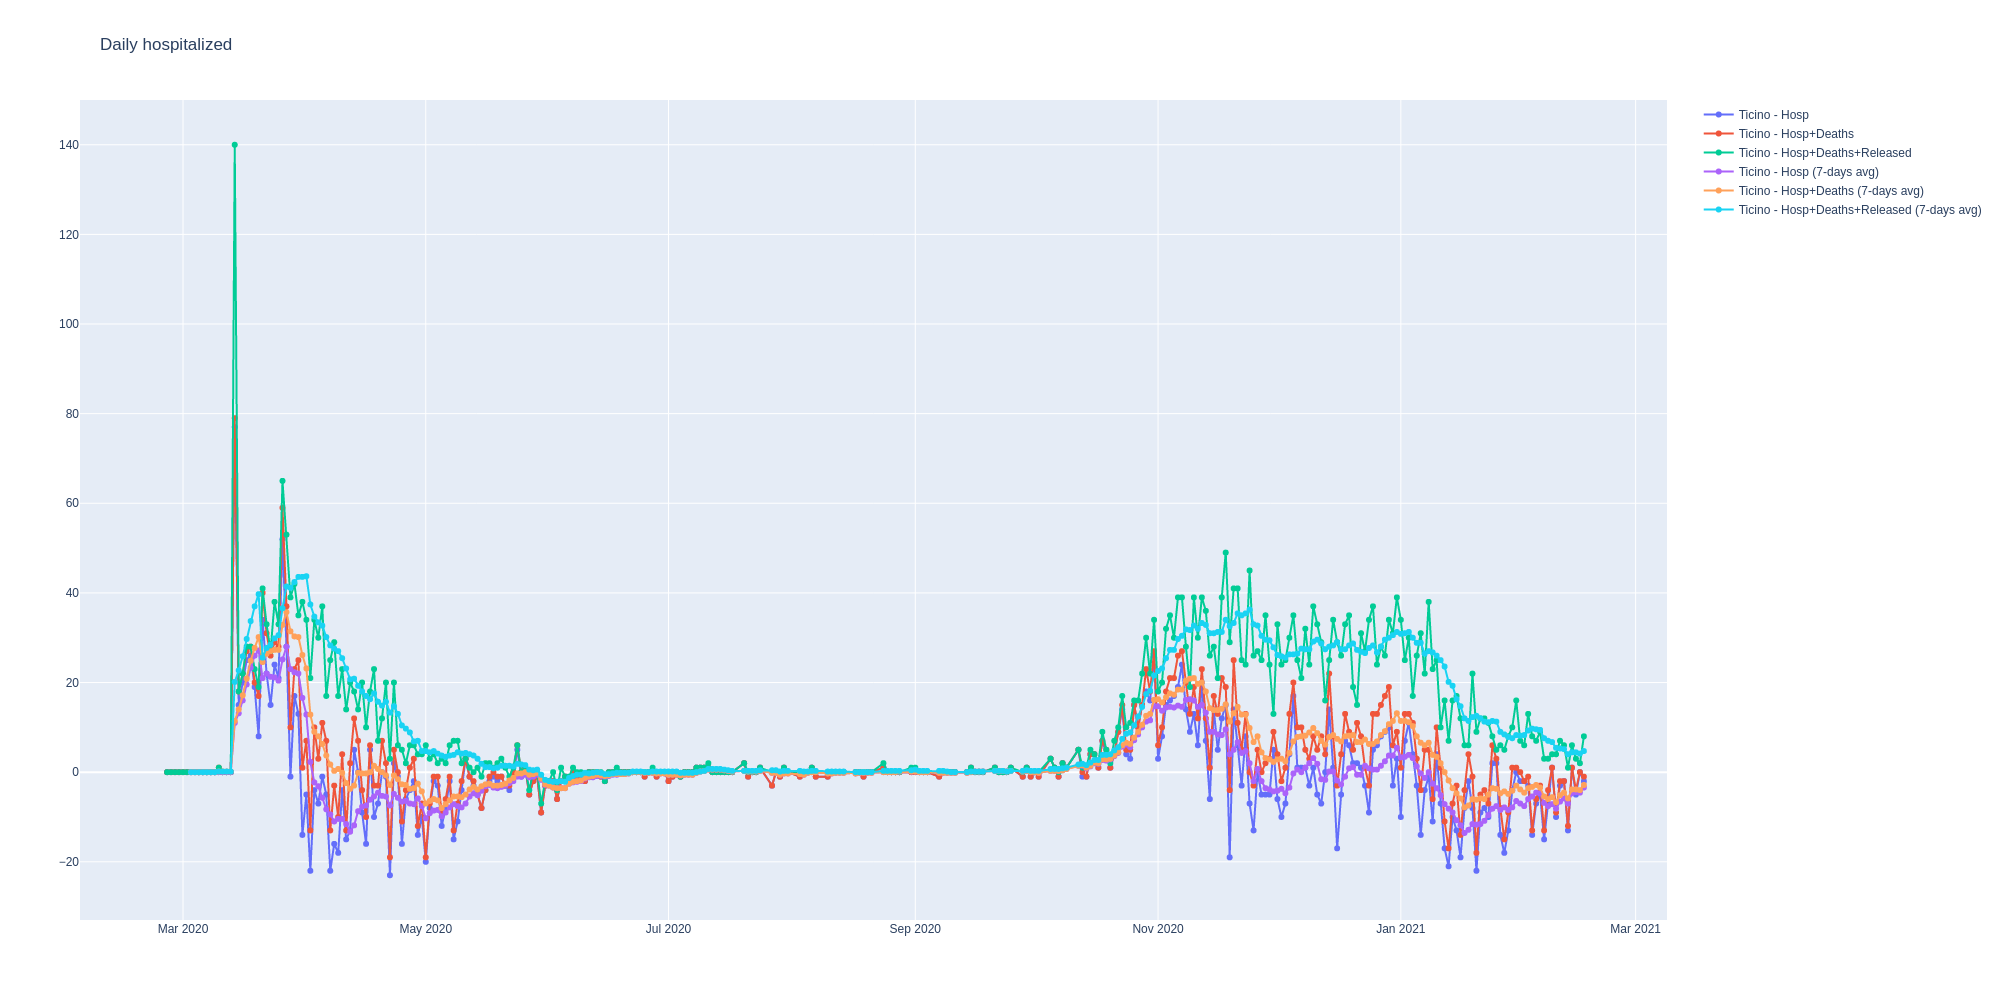 Daily hospitalized
140
120
100
80
60
40
20
0
−20
Mar 2020
May 2020
Jul 2020
Sep 2020
Nov 2020
Jan 2021
Mar 2021
Ticino - Hosp
Ticino - Hosp+Deaths
Ticino - Hosp+Deaths+Released
Ticino - Hosp (7-days avg)
Ticino - Hosp+Deaths (7-days avg)
Ticino - Hosp+Deaths+Released (7-days avg)